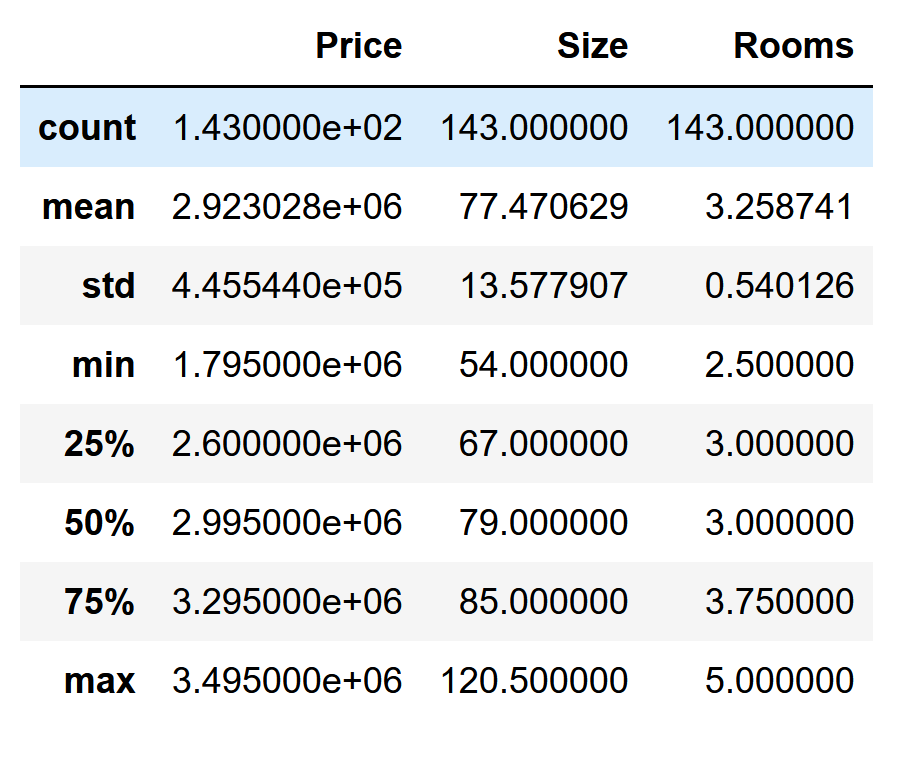 Price Size Rooms
count 1.430000e+02 143.000000 143.000000
mean 2.923028e+06 77.470629 3.258741
std 4.455440e+05 13.577907 0.540126
min 1.795000e+06 54.000000 2.500000
25% 2.600000e+06 67.000000 3.000000
50% 2.995000e+06 79.000000 3.000000
75% 3.295000e+06 85.000000 3.750000
max 3.495000e+06 120.500000 5.000000